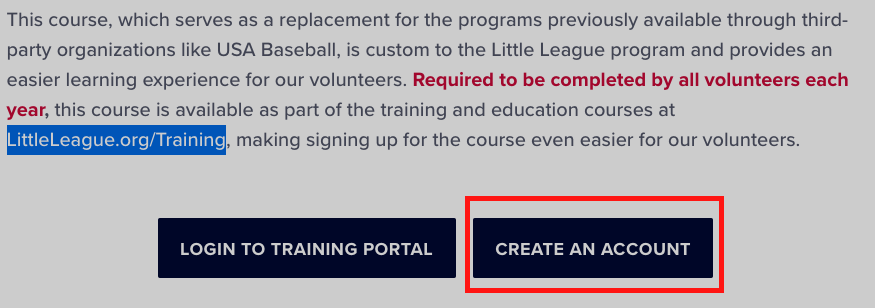 This course, which serves as a replacement for the programs previously available through third-
party organizations like USA Baseball, is custom to the Little League program and provides an
easier learning experience for our volunteers. Required to be completed by all volunteers each
year, this course is available as part of the training and education courses at
LittleLeague.org/Training, making signing up for the course even easier for our volunteers.
LOGIN TO TRAINING PORTAL
CREATE AN ACCOUNT